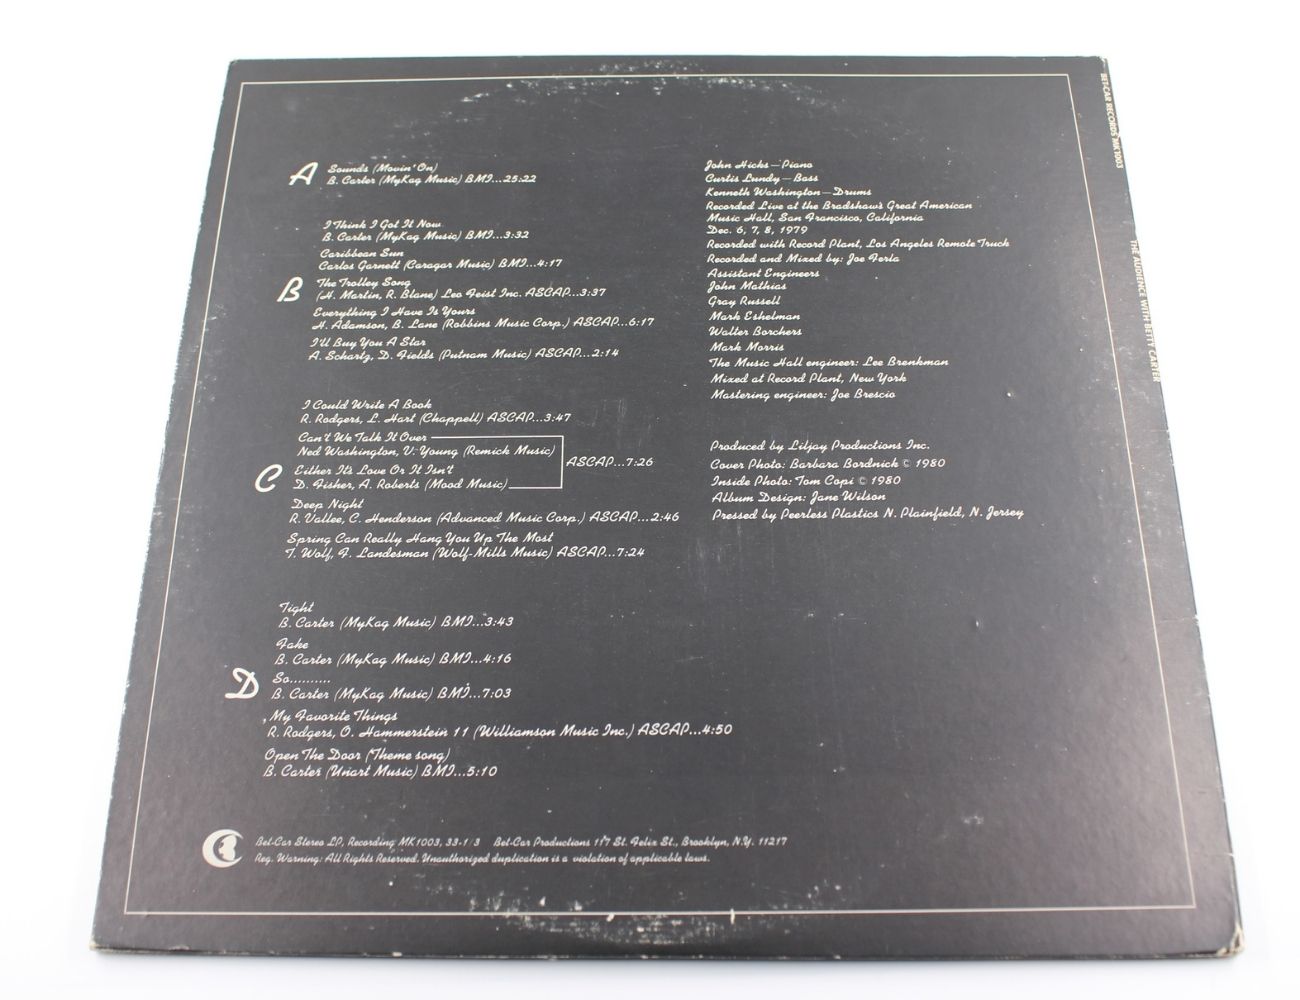 A
Sounds (Movin' On)
B. Carter (MyKag Music) BMI...25:22
B
I Think I Got It Now
B. Carter (MyKag Music) BMI...3:32
Caribbean Sun
Carlos Garnett (Caragar Music) BMI...4:17
The Trolley Song
(H. Martin, R. Blane) Leo Feist Inc. ASCAP...3:37
Everything I Have Is Yours
H. Adamson, B. Lane (Robbins Music Corp.) ASCAP...6:17
I'll Buy You A Star
A. Schartz, D. Fields (Putnam Music) ASCAP...2:14
C
I Could Write A Book
R. Rodgers, L. Hart (Chappell) ASCAP...3:47
Can't We Talk It Over
Ned Washington, V. Young (Remick Music)
Either It's Love Or It Isn't
D. Fisher, A. Roberts (Mood Music)
ASCAP...7:26
Deep Night
R. Vallee, C. Henderson (Advanced Music Corp.) ASCAP...2:46
Spring Can Really Hang You Up The Most
T. Wolf, F. Landesman (Wolf-Mills Music) ASCAP...7:24
D
Tight
B. Carter (MyKag Music) BMI...3:43
Fake
B. Carter (MyKag Music) BMI...4:16
So..........
B. Carter (MyKag Music) BMI...7:03
My Favorite Things
R. Rodgers, O. Hammerstein 11 (Williamson Music Inc.) ASCAP...4:50
Open The Door (Theme song)
B. Carter (Unart Music) BMI...5:10
John Hicks—Piano
Curtis Lundy—Bass
Kenneth Washington—Drums
Recorded Live at the Bradshaw's Great American
Music Hall, San Francisco, California
Dec. 6, 7, 8, 1979
Recorded with Record Plant, Los Angeles Remote Truck
Recorded and Mixed by: Joe Ferla
Assistant Engineers
John Mathias
Gray Russell
Mark Eshelman
Walter Borchers
Mark Morris
The Music Hall engineer: Lee Brenkman
Mixed at Record Plant, New York
Mastering engineer: Joe Brescio
Produced by Liljay Productions Inc.
Cover Photo: Barbara Bordnick © 1980
Inside Photo: Tom Copi © 1980
Album Design: Jane Wilson
Pressed by Peerless Plastics N. Plainfield, N. Jersey
Bet-Car Stereo LP, Recording MK1003, 33-1/3 Bet-Car Productions 117 St. Felix St., Brooklyn, N.Y. 11217
Reg. Warning: All Rights Reserved. Unauthorized duplication is a violation of applicable laws.
BET-CAR RECORDS MK1003
THE AUDIENCE WITH BETTY CARTER